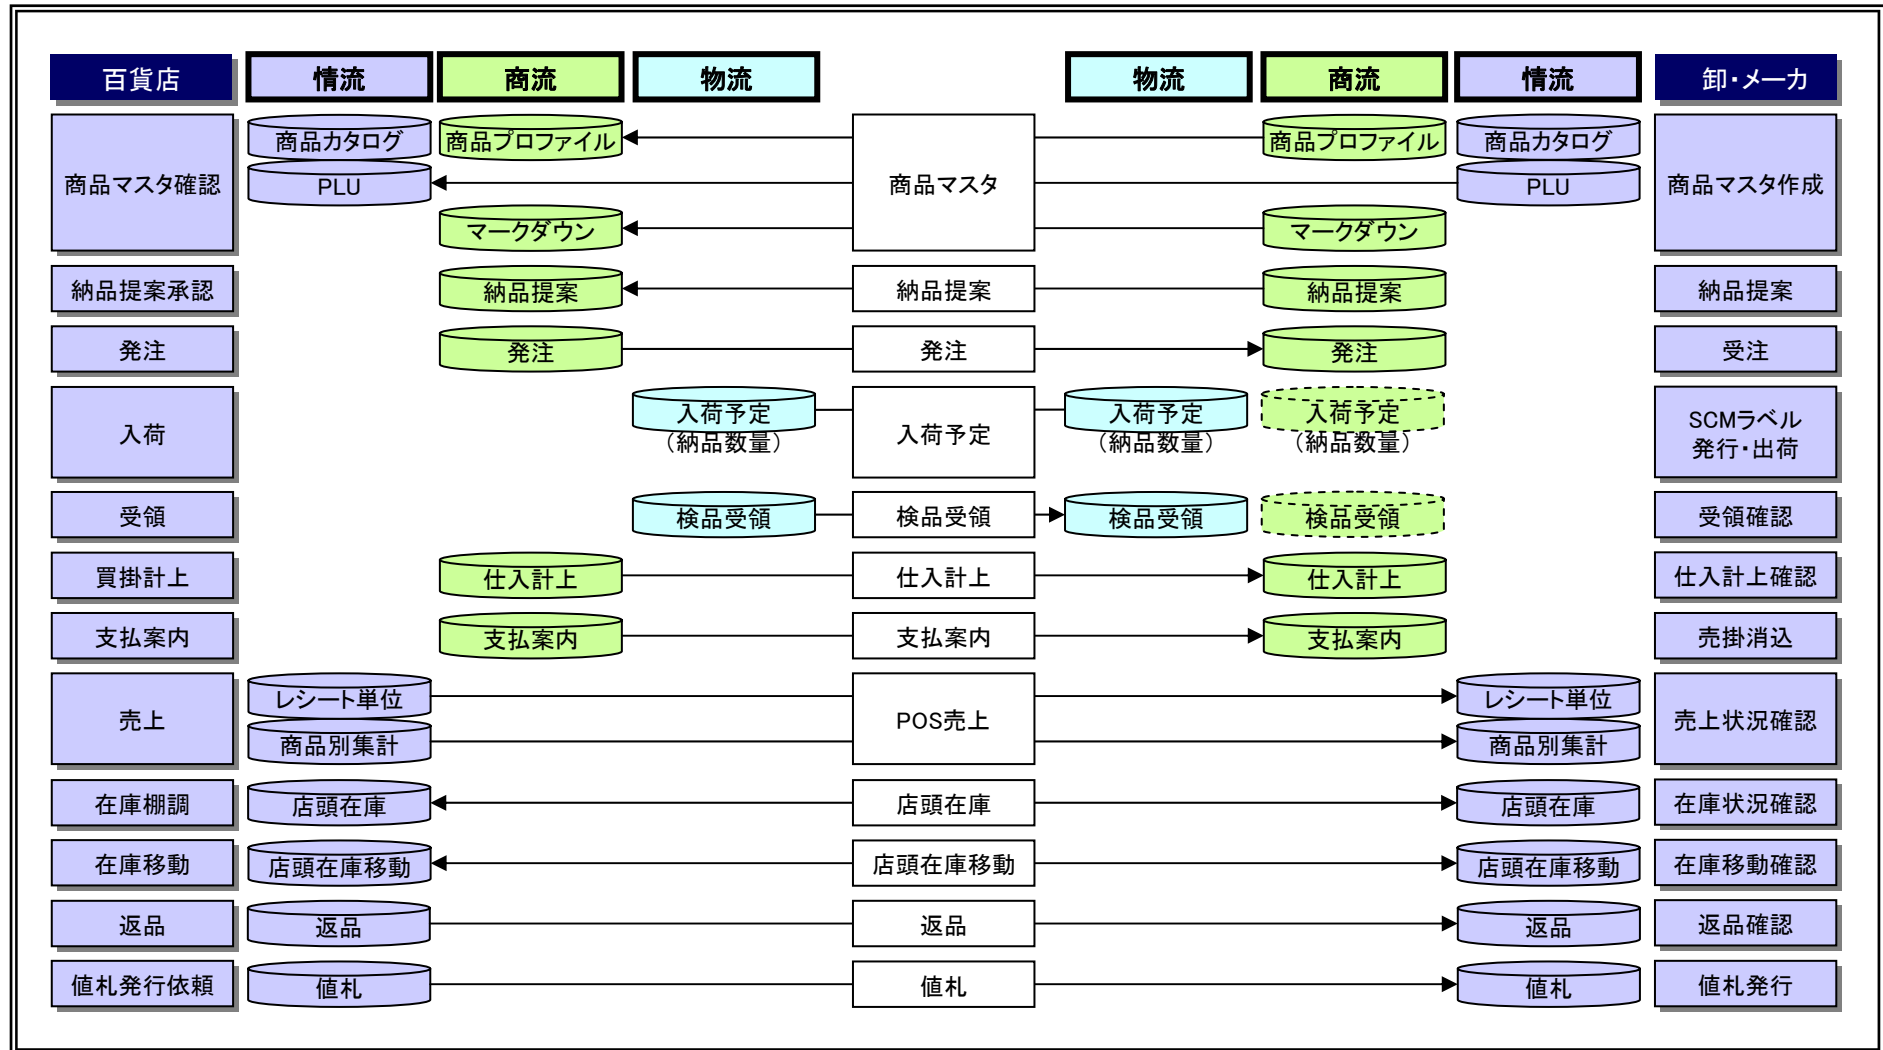 百貨店 情流 商流 物流 物流 商流 情流 卸・メーカ
商品マスタ確認 商品カタログ 商品プロファイル 商品マスタ 商品プロファイル 商品カタログ 商品マスタ作成
PLU PLU
マークダウン マークダウン
納品提案承認 納品提案 納品提案 納品提案 納品提案
発注 発注 発注 発注 受注
入荷 入荷予定 入荷予定 入荷予定 入荷予定 SCMラベル
（納品数量） （納品数量） （納品数量） 発行・出荷
受領 検品受領 検品受領 検品受領 検品受領 受領確認
買掛計上 仕入計上 仕入計上 仕入計上 仕入計上確認
支払案内 支払案内 支払案内 支払案内 売掛消込
売上 レシート単位 POS売上 レシート単位 売上状況確認
商品別集計 商品別集計
在庫棚調 店頭在庫 店頭在庫 店頭在庫 在庫状況確認
在庫移動 店頭在庫移動 店頭在庫移動 店頭在庫移動 在庫移動確認
返品 返品 返品 返品 返品確認
値札発行依頼 値札 値札 値札 値札発行